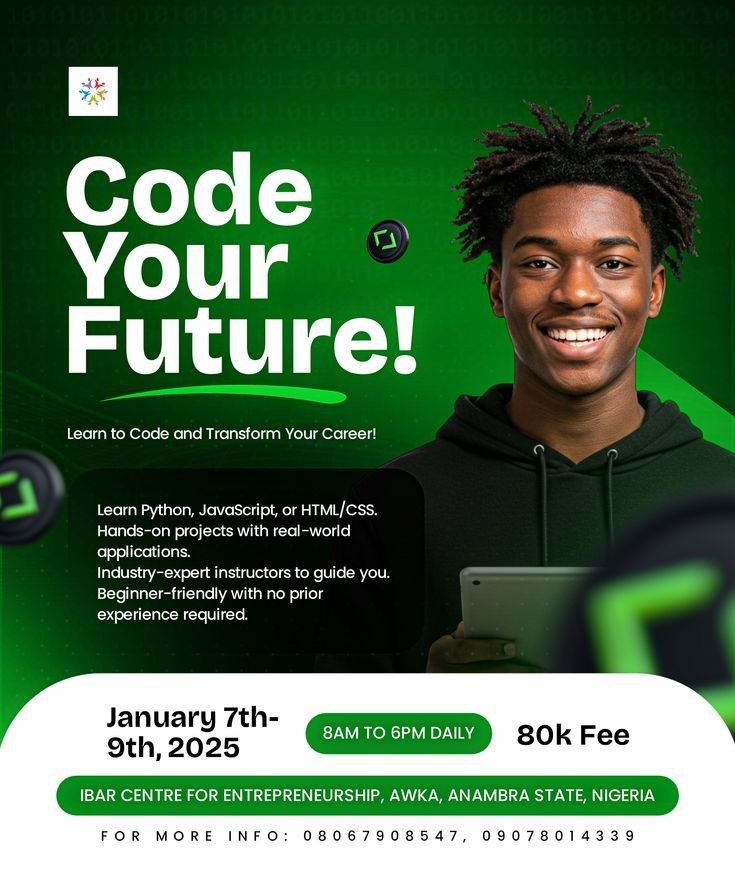 Code
Your
Future!
Learn to Code and Transform Your Career!
Learn Python, JavaScript, or HTML/CSS.
Hands-on projects with real-world
applications.
Industry-expert instructors to guide you.
Beginner-friendly with no prior
experience required.
January 7th-
9th, 2025
8AM TO 6PM DAILY
80k Fee
IBAR CENTRE FOR ENTREPRENEURSHIP, AWKA, ANAMBRA STATE, NIGERIA
FOR MORE INFO: 08067908547, 09078014339